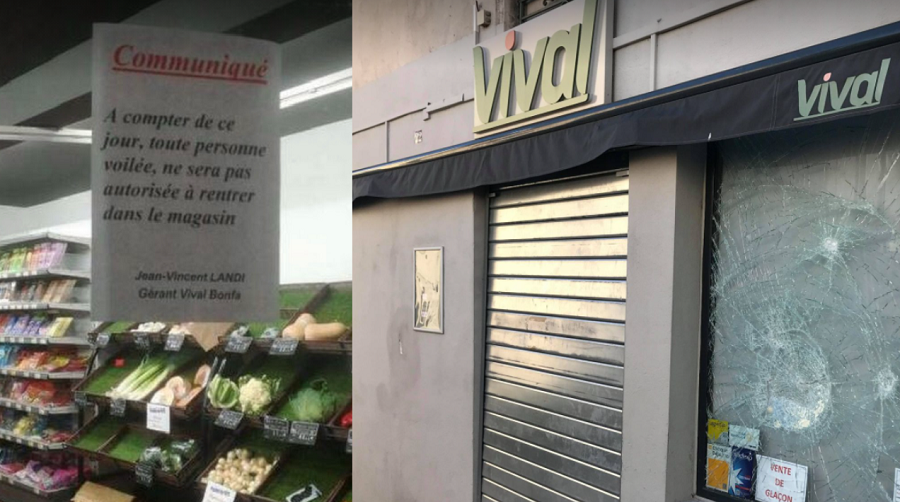 Communiqué
A compter de ce
jour, toute personne
voilée, ne sera pas
autorisée à rentrer
dans le magasin
Jean-Vincent LANDI
Gérant Vival Bonfa
vival
vival
VENTE
DE
GLAÇON